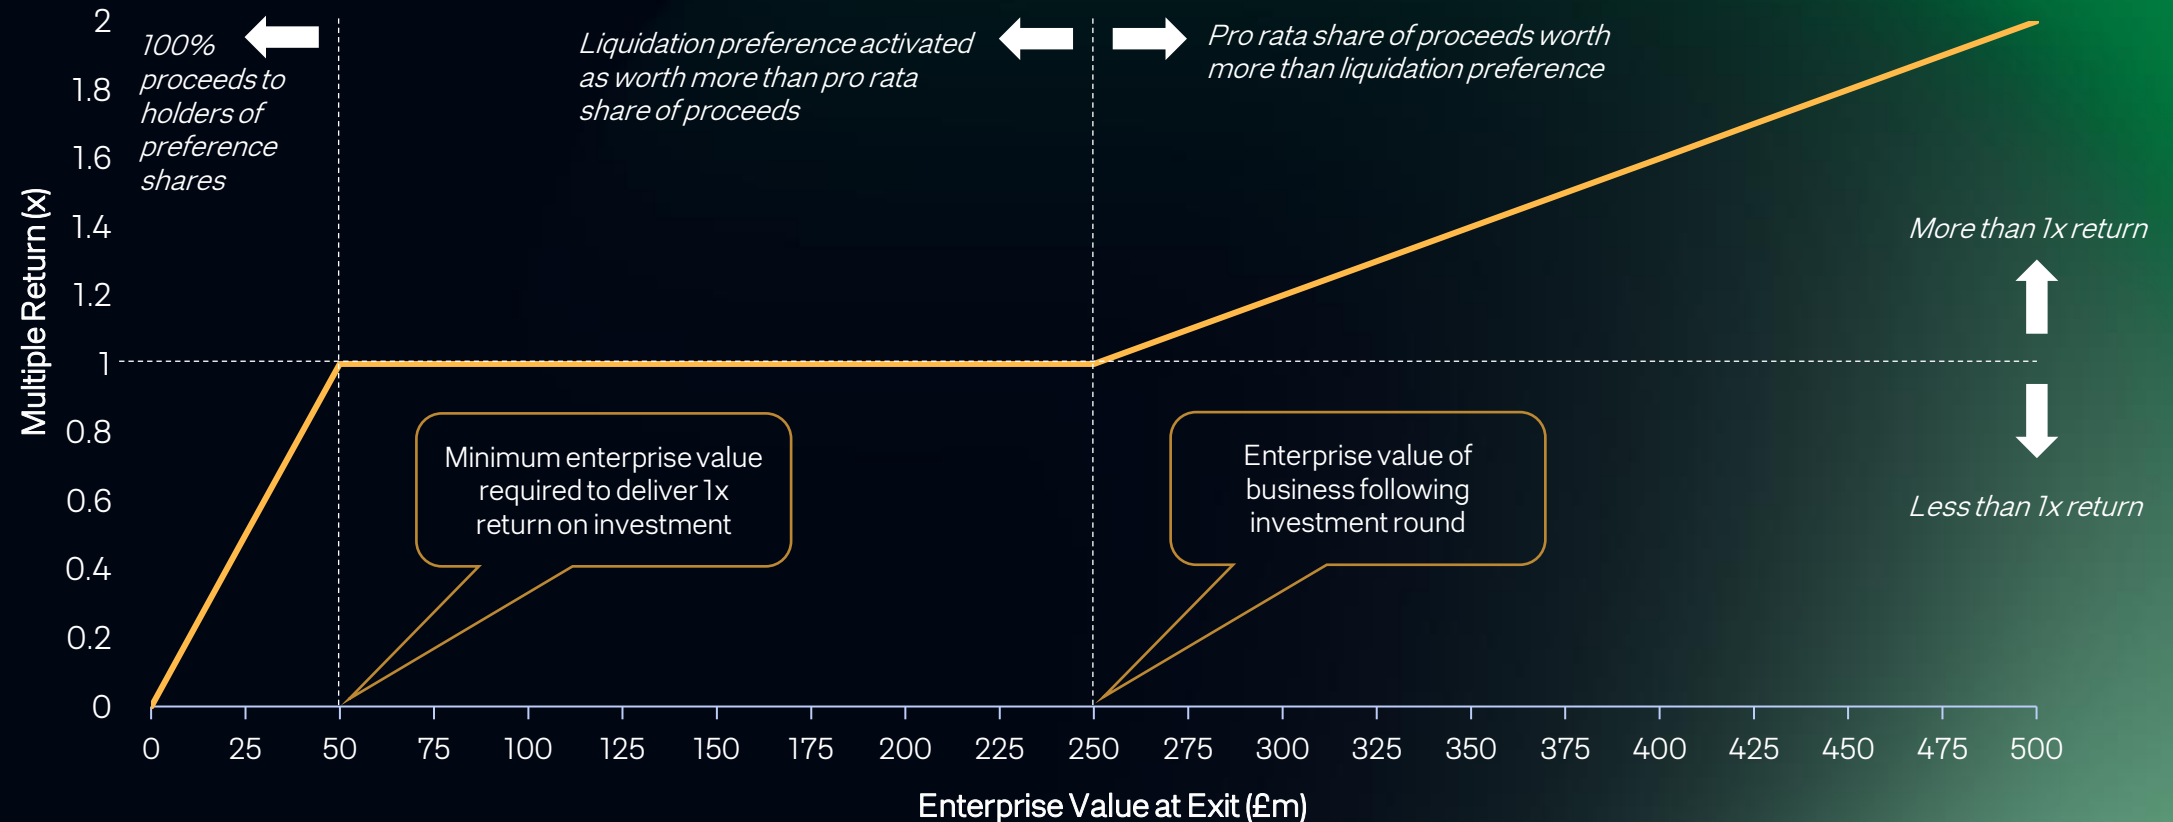 100%
proceeds to
holders of
preference
shares
Liquidation preference activated
as worth more than pro rata
share of proceeds
Pro rata share of proceeds worth
more than liquidation preference
Multiple Return (x)
2
1.8
1.6
1.4
1.2
1
0.8
0.6
0.4
0.2
0
More than 1x return
Less than 1x return
Minimum enterprise value
required to deliver 1x
return on investment
Enterprise value of
business following
investment round
0 25 50 75 100 125 150 175 200 225 250 275 300 325 350 375 400 425 450 475 500
Enterprise Value at Exit (£m)